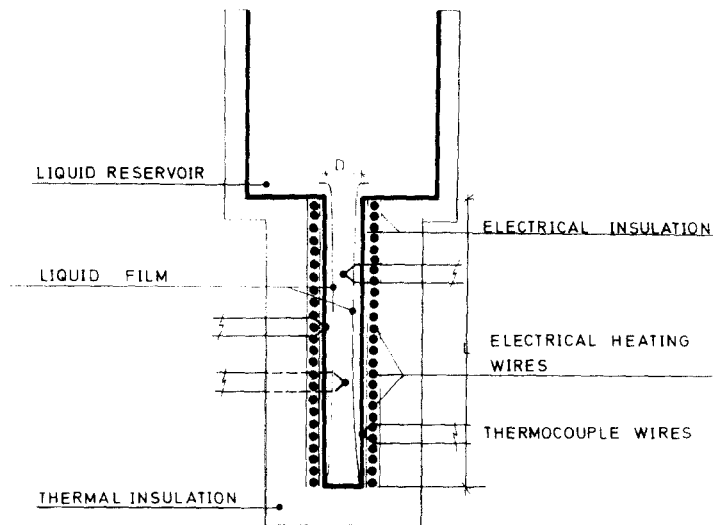 D
LIQUID RESERVOIR
ELECTRICAL INSULATION
LIQUID FILM
ELECTRICAL HEATING
WIRES
THERMOCOUPLE WIRES
THERMAL INSULATION